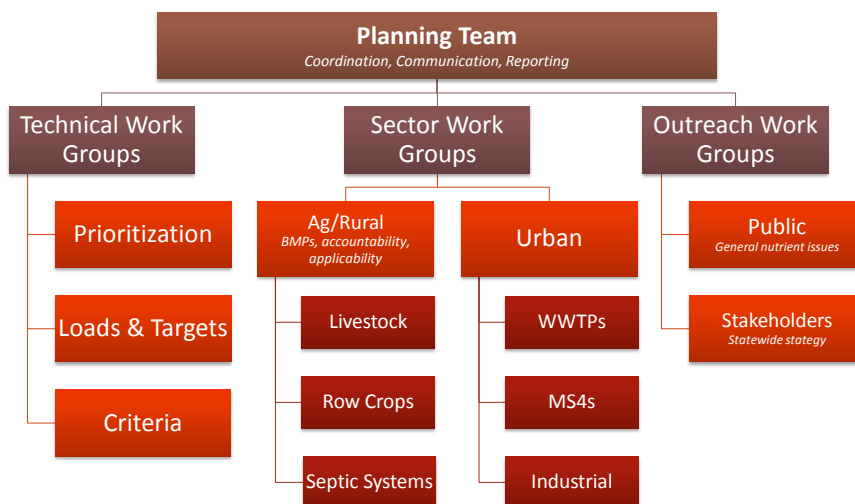 Planning Team
Coordination, Communication, Reporting
Technical Work
Groups
Sector Work
Groups
Outreach Work
Groups
Prioritization
Loads & Targets
Criteria
Ag/Rural
BMPs, accountability,
applicability
Livestock
Row Crops
Septic Systems
Urban
WWTPs
MS4s
Industrial
Public
General nutrient issues
Stakeholders
Statewide stategy